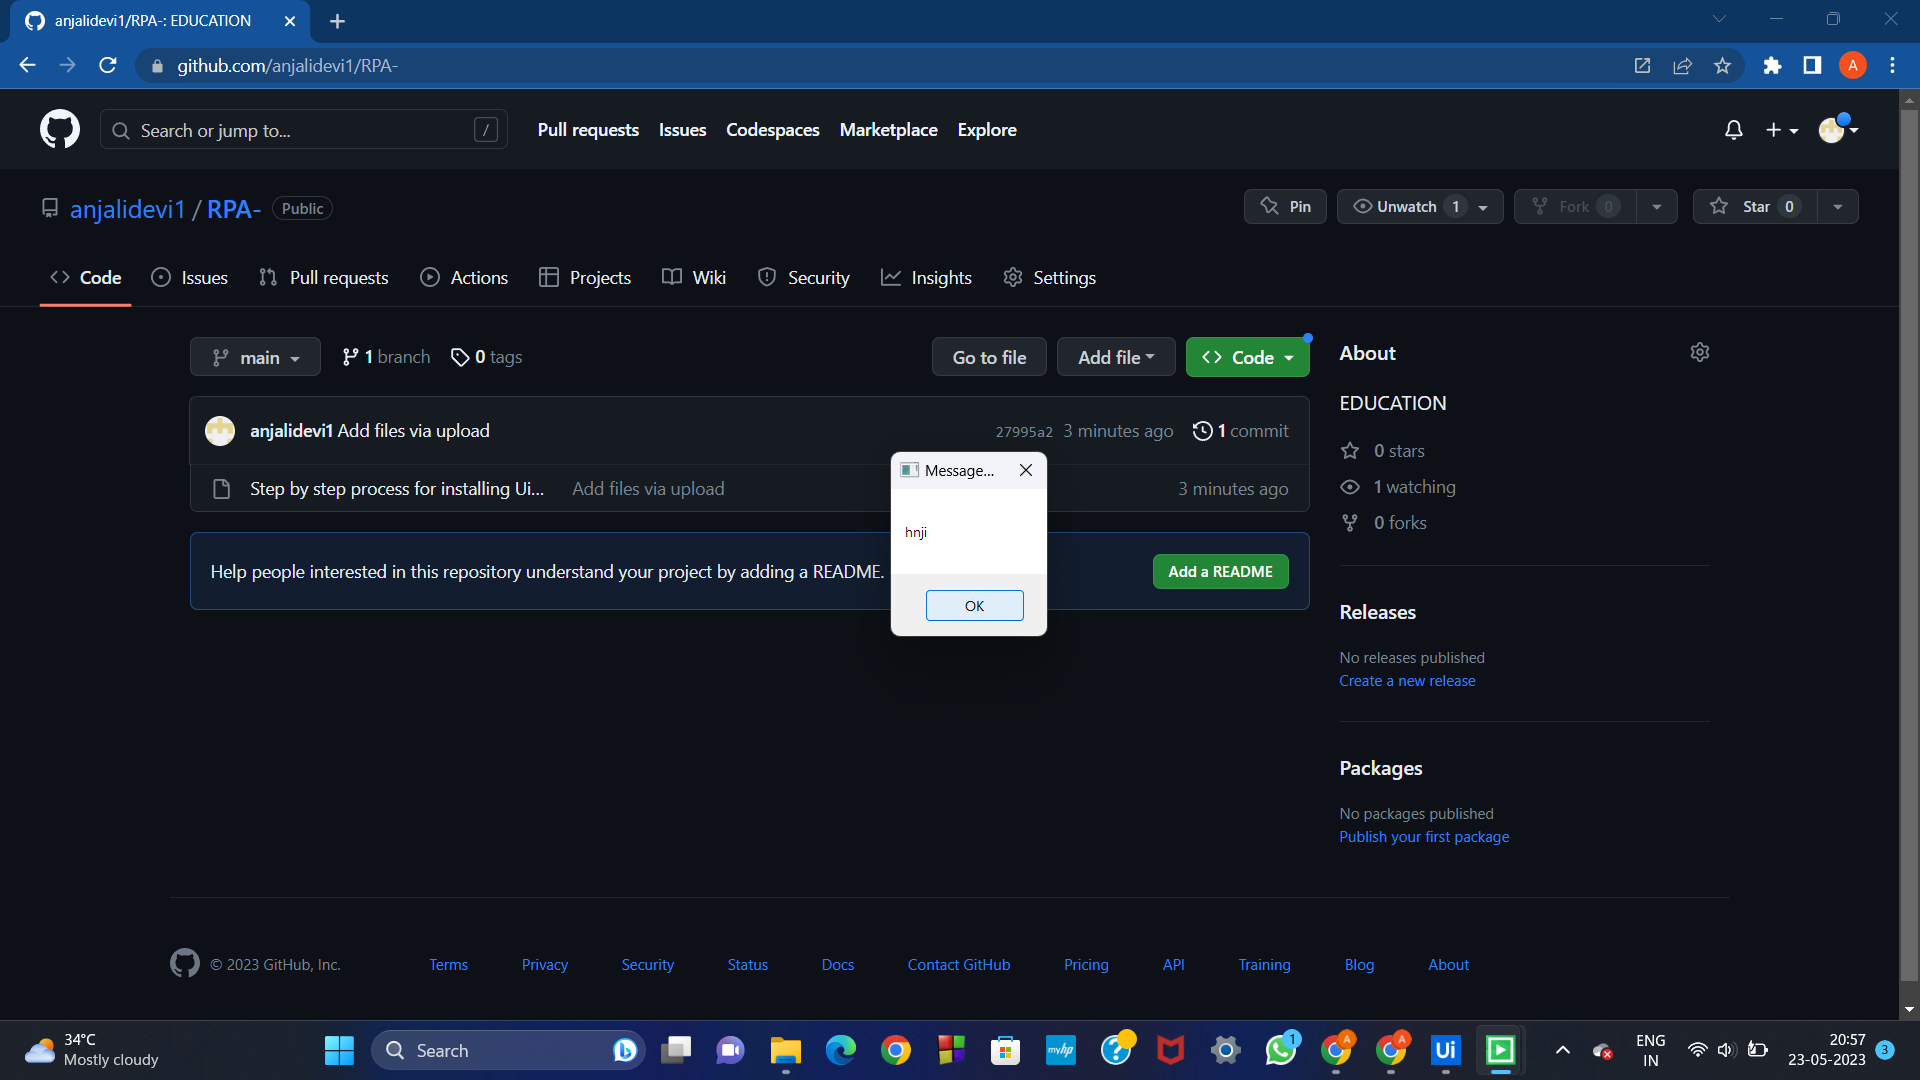 anjalidevi1/RPA-: EDUCATION
github.com/anjalidevi1/RPA-
A
Search or jump to...
/
Pull requests Issues Codespaces Marketplace Explore
anjalidevi1 / RPA- Public
Pin
Unwatch 1
Fork 0
Star 0
Code Issues Pull requests Actions Projects Wiki Security Insights Settings
main 1 branch 0 tags
Go to file Add file Code
anjalidevi1 Add files via upload 27995a2 3 minutes ago 1 commit
Step by step process for installing Ui... Add files via upload 3 minutes ago
Help people interested in this repository understand your project by adding a README.
Add a README
Message...
hnji
OK
About
EDUCATION
0 stars
1 watching
0 forks
Releases
No releases published
Create a new release
Packages
No packages published
Publish your first package
© 2023 GitHub, Inc. Terms Privacy Security Status Docs Contact GitHub Pricing API Training Blog About
34°C
Mostly cloudy
Search
myhp
?
1
A
A
Ui
ENG
IN
20:57
23-05-2023
3